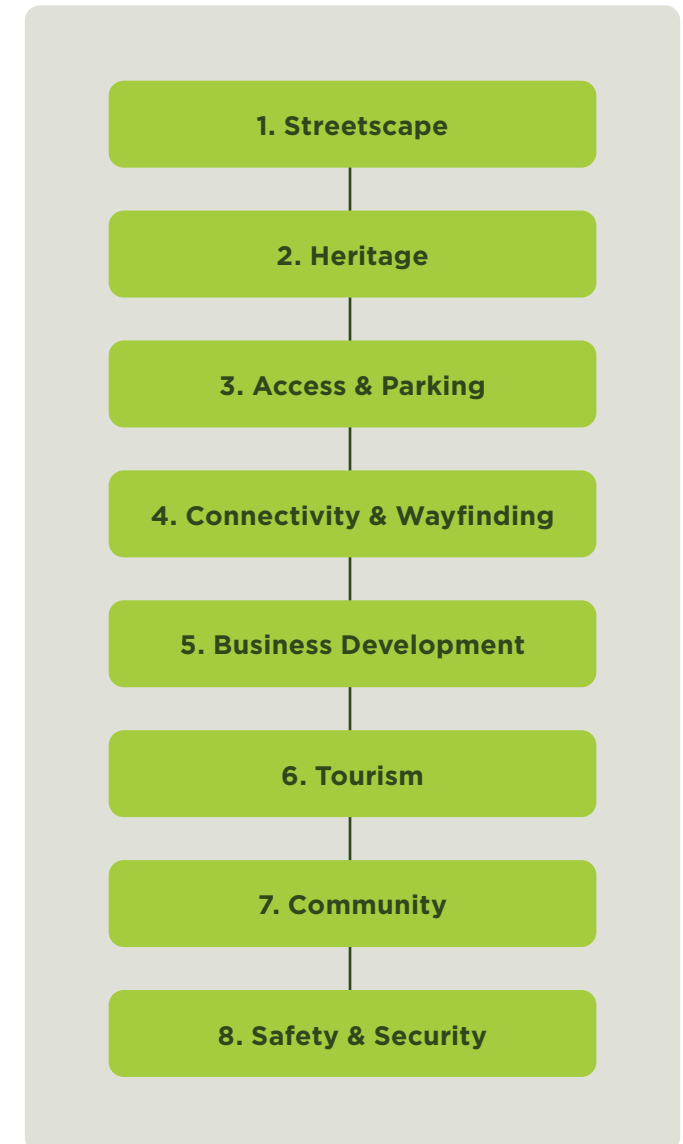 1. Streetscape
2. Heritage
3. Access & Parking
4. Connectivity & Wayfinding
5. Business Development
6. Tourism
7. Community
8. Safety & Security